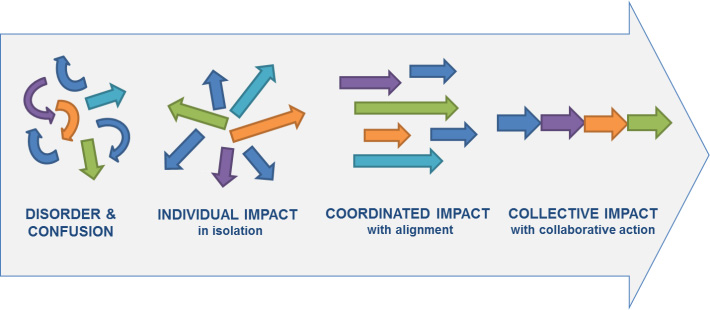 DISORDER &
CONFUSION
INDIVIDUAL IMPACT
in isolation
COORDINATED IMPACT
with alignment
COLLECTIVE IMPACT
with collaborative action